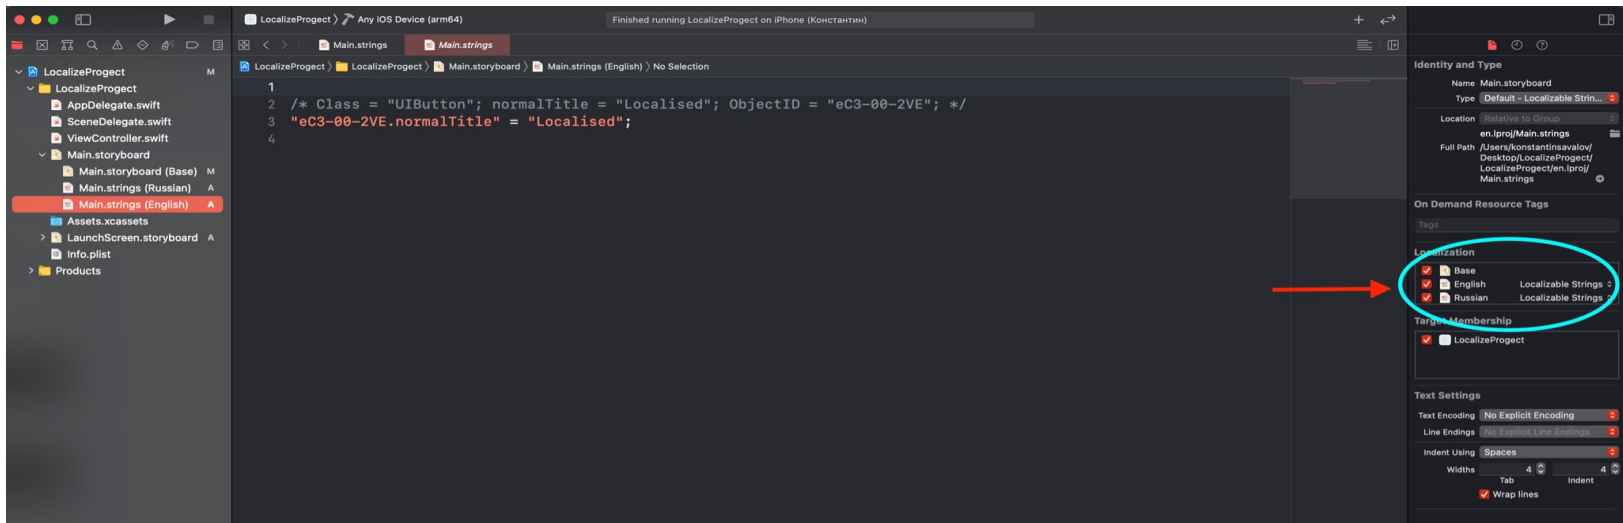 LocalizeProgect 〉 Any iOS Device (arm64)
Finished running LocalizeProgect on iPhone (Константин)
Main.strings
Main.strings
LocalizeProgect 〉 LocalizeProgect 〉 Main.storyboard 〉 Main.strings (English) 〉 No Selection
LocalizeProgect M
LocalizeProgect
AppDelegate.swift
SceneDelegate.swift
ViewController.swift
Main.storyboard
Main.storyboard (Base) M
Main.strings (Russian) A
Main.strings (English) A
Assets.xcassets
LaunchScreen.storyboard A
Info.plist
Products
1
2 /* Class = "UIButton"; normalTitle = "Localised"; ObjectID = "eC3-00-2VE"; */
3 "eC3-00-2VE.normalTitle" = "Localised";
4
Identity and Type
Name Main.storyboard
Type Default - Localizable Strin...
Location Relative to Group
en.lproj/Main.strings
Full Path /Users/konstantinsavalov/
Desktop/LocalizeProgect/
LocalizeProgect/en.lproj/
Main.strings
On Demand Resource Tags
Tags
Localization
Base
English Localizable Strings
Russian Localizable Strings
Target Membership
LocalizeProgect
Text Settings
Text Encoding No Explicit Encoding
Line Endings No Explicit Line Endings
Indent Using Spaces
Widths 4 4
Tab Indent
Wrap lines